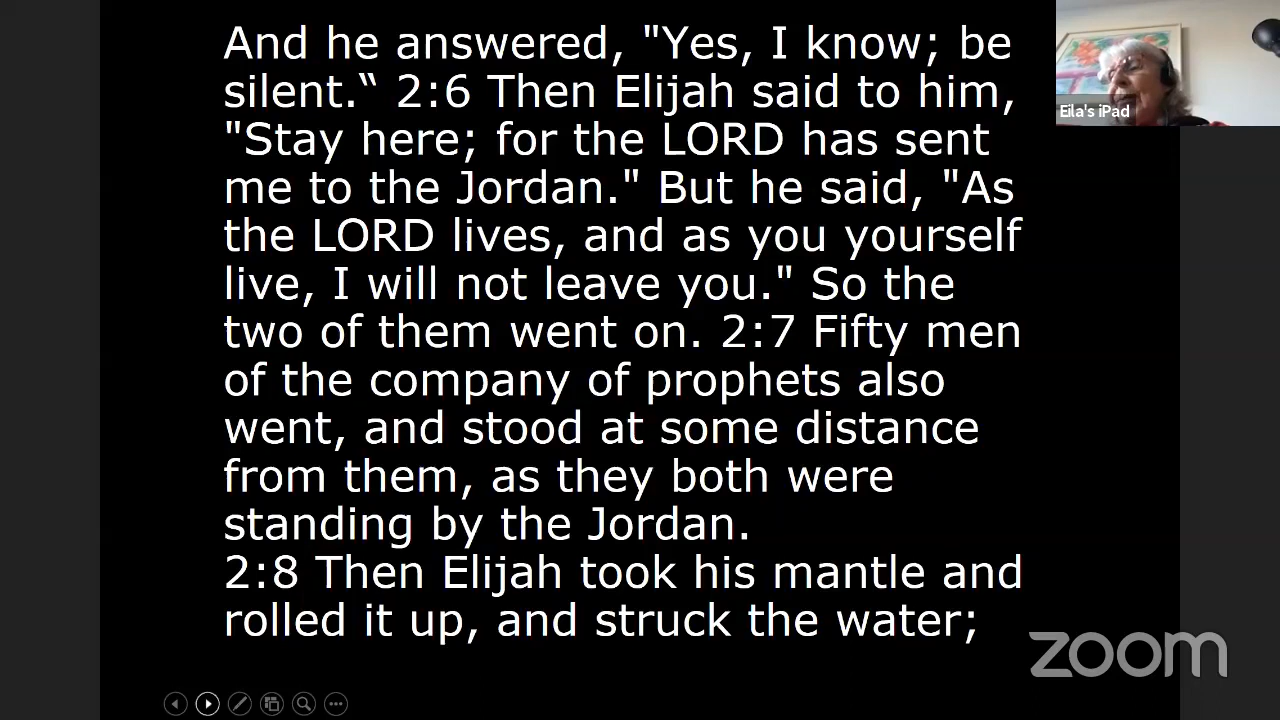 And he answered, "Yes, I know; be
silent.“ 2:6 Then Elijah said to him,
"Stay here; for the LORD has sent
me to the Jordan." But he said, "As
the LORD lives, and as you yourself
live, I will not leave you." So the
two of them went on. 2:7 Fifty men
of the company of prophets also
went, and stood at some distance
from them, as they both were
standing by the Jordan.
2:8 Then Elijah took his mantle and
rolled it up, and struck the water;
Eila's iPad
zoom